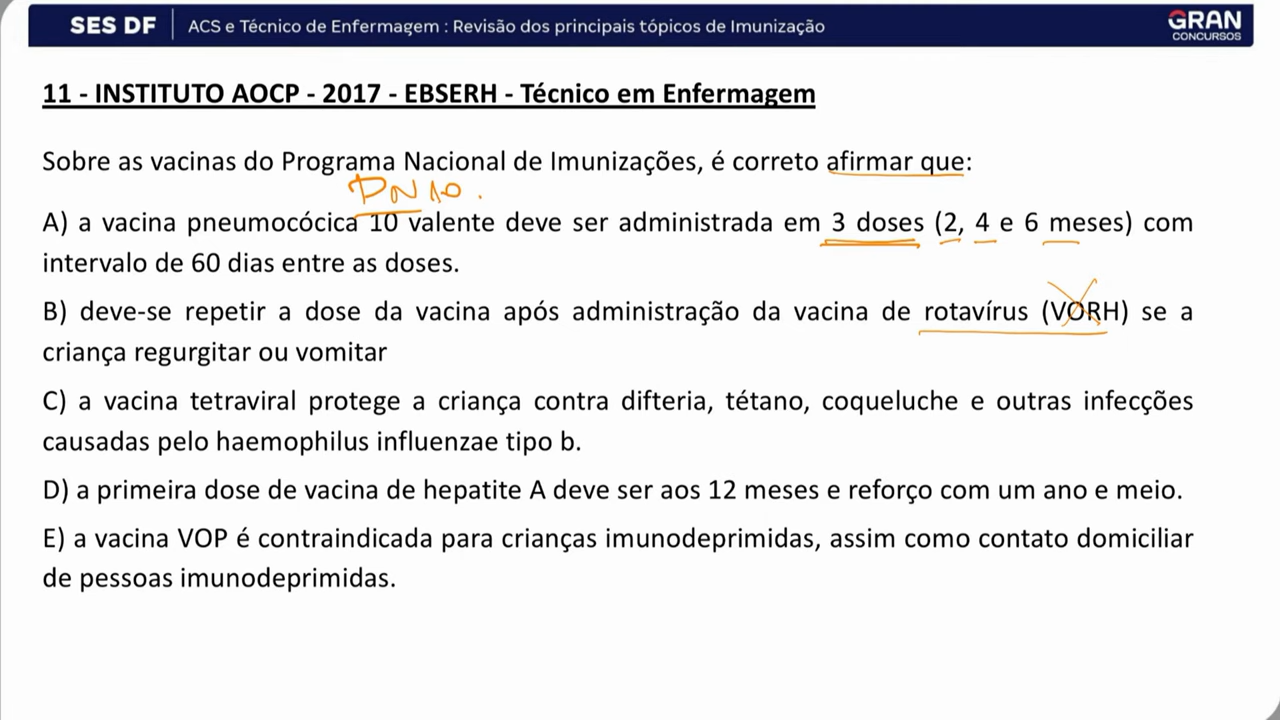 SES DF
ACS e Técnico de Enfermagem : Revisão dos principais tópicos de Imunização
GRAN
CONCURSOS
11 - INSTITUTO AOCP - 2017 - EBSERH - Técnico em Enfermagem
Sobre as vacinas do Programa Nacional de Imunizações, é correto afirmar que:
PN 10.
A) a vacina pneumocócica 10 valente deve ser administrada em 3 doses (2, 4 e 6 meses) com
intervalo de 60 dias entre as doses.
B) deve-se repetir a dose da vacina após administração da vacina de rotavírus (VORH) se a
criança regurgitar ou vomitar
C) a vacina tetraviral protege a criança contra difteria, tétano, coqueluche e outras infecções
causadas pelo haemophilus influenzae tipo b.
D) a primeira dose de vacina de hepatite A deve ser aos 12 meses e reforço com um ano e meio.
E) a vacina VOP é contraindicada para crianças imunodeprimidas, assim como contato domiciliar
de pessoas imunodeprimidas.